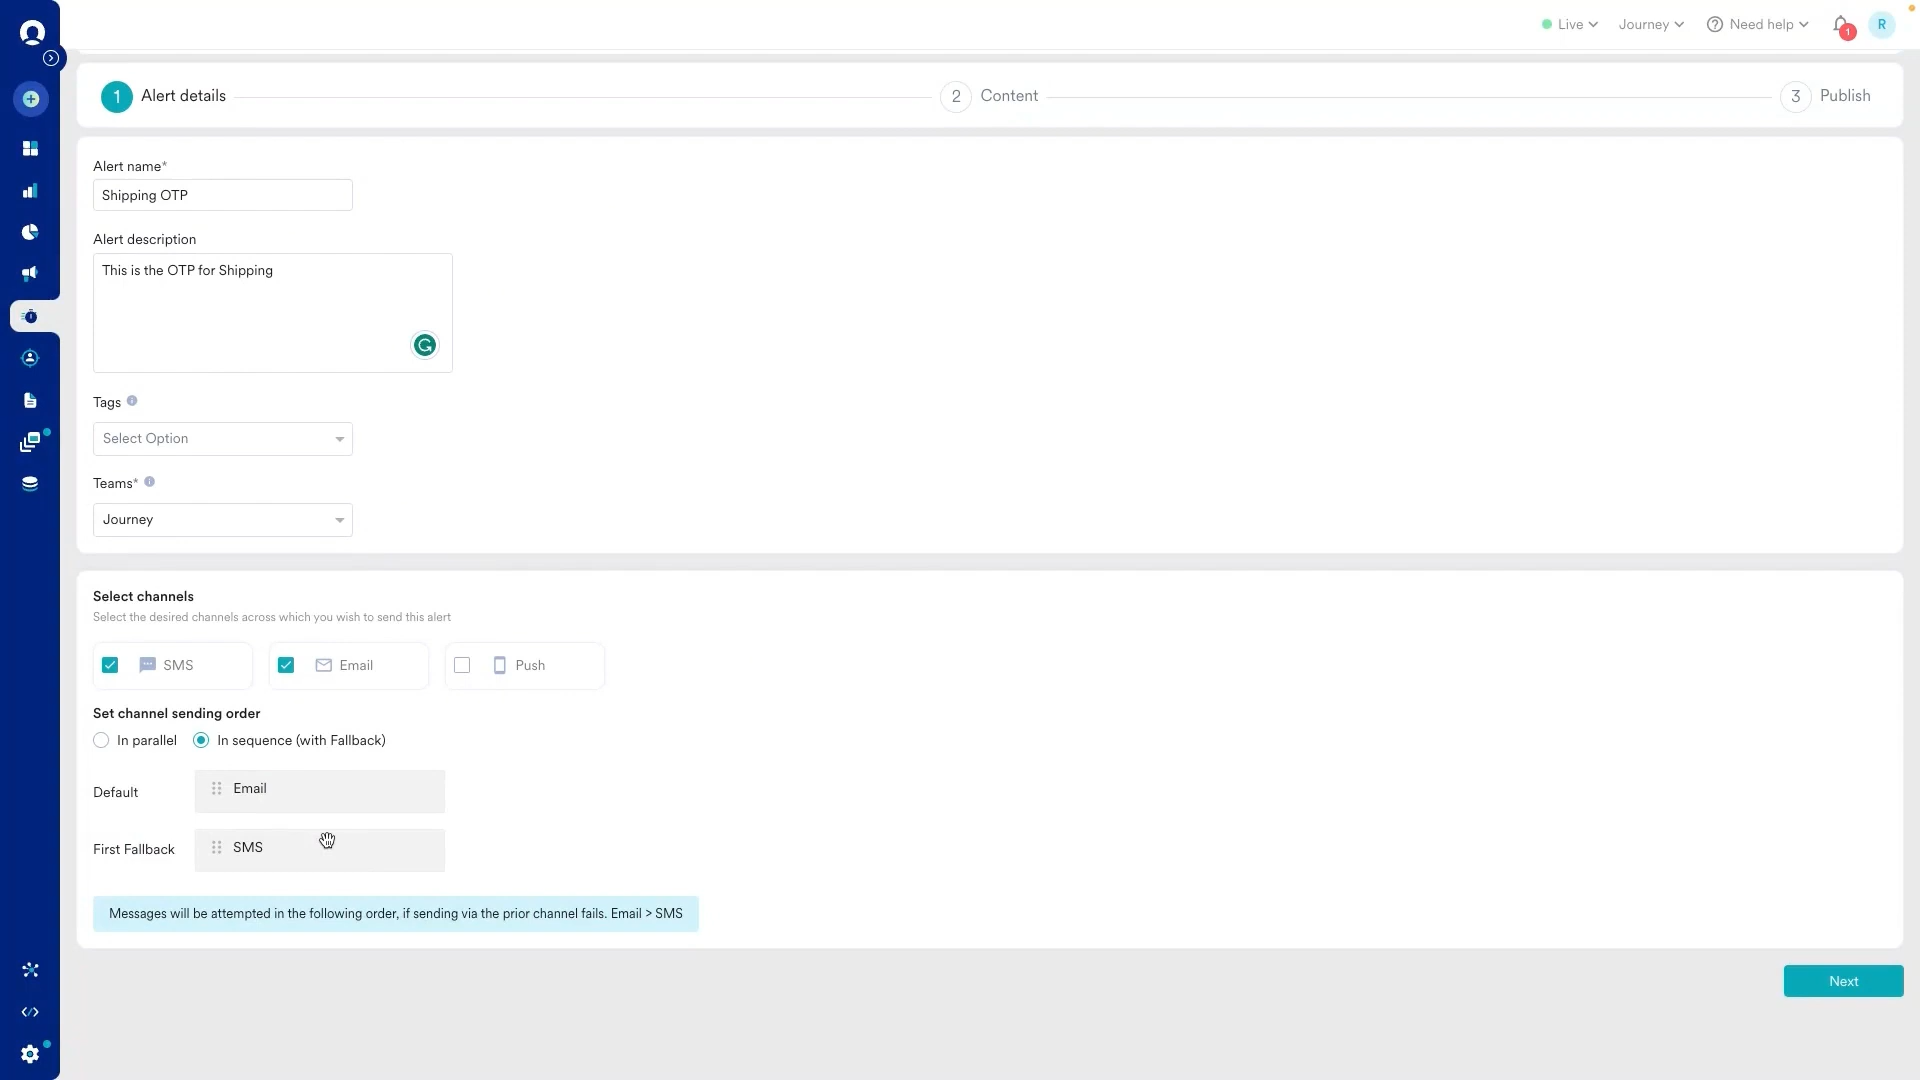 Live
Journey
Need help
1
R
1 Alert details
2 Content
3 Publish
Alert name*
Shipping OTP
Alert description
This is the OTP for Shipping
Tags
Select Option
Teams*
Journey
Select channels
Select the desired channels across which you wish to send this alert
SMS
Email
Push
Set channel sending order
In parallel
In sequence (with Fallback)
Default
Email
First Fallback
SMS
Messages will be attempted in the following order, if sending via the prior channel fails. Email > SMS
Next